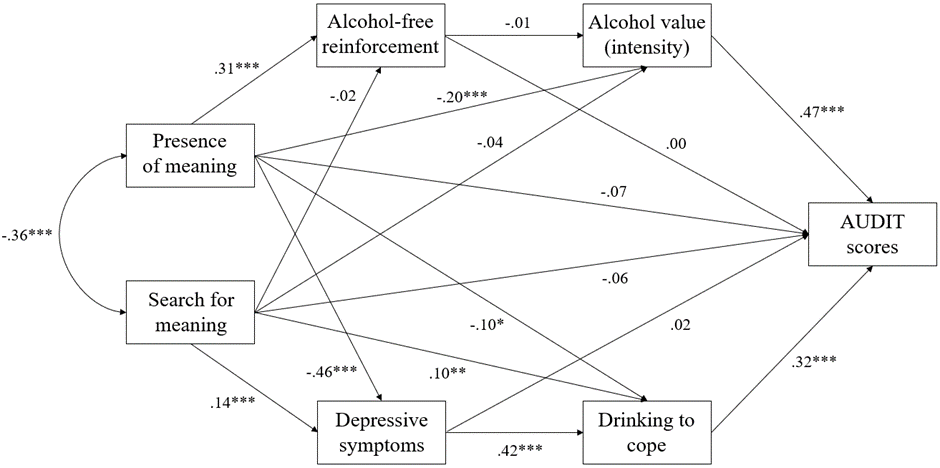 Alcohol-free
reinforcement
-.01
Alcohol value
(intensity)
.31***
-.02
-.20***
.47***
Presence
of meaning
-.04
.00
-.07
-.36***
AUDIT
scores
Search for
meaning
-.06
-.10*
.02
-.46***
.10**
.32***
.14***
Depressive
symptoms
.42***
Drinking to
cope